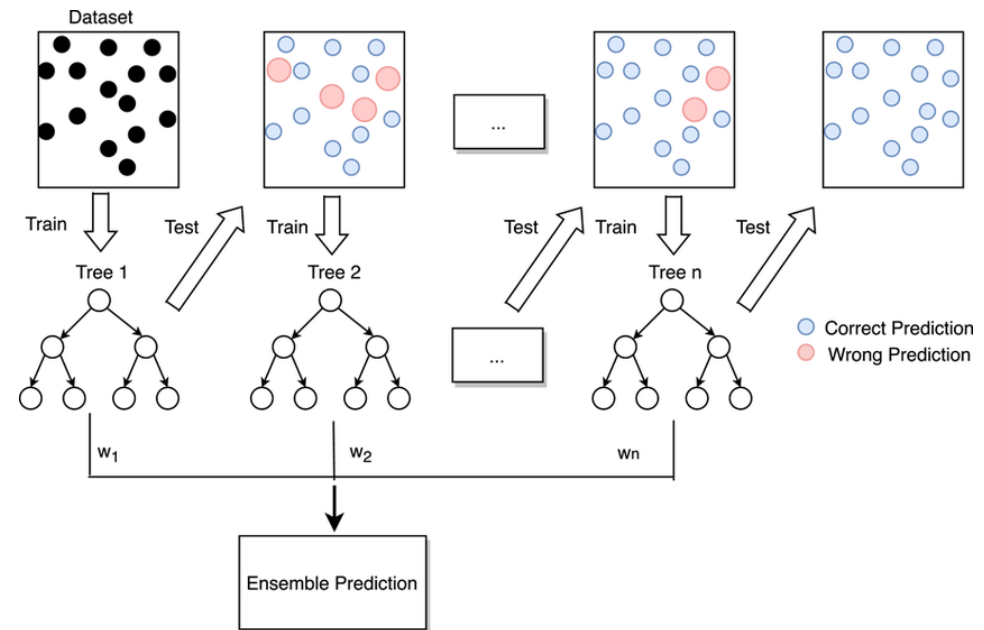 Dataset
...
Train
Test
Train
Test
Train
Test
Tree 1
Tree 2
Tree n
Correct Prediction
Wrong Prediction
...
w1
w2
wn
Ensemble Prediction